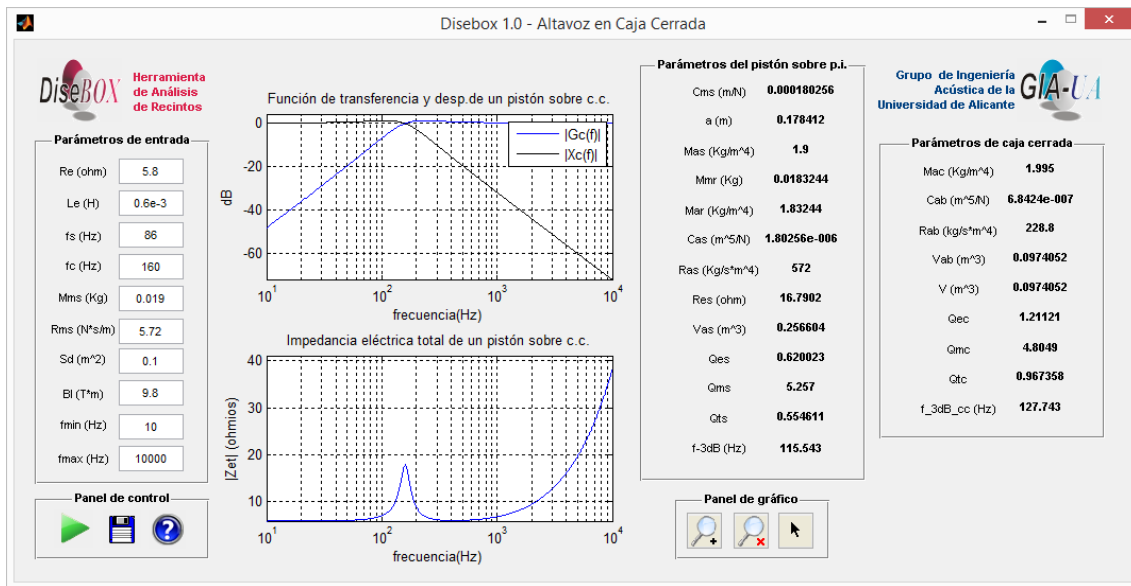 Disebox 1.0 - Altavoz en Caja Cerrada
DiseBOX
Herramienta
de Análisis
de Recintos
Parámetros de entrada
Re (ohm) 5.8
Le (H) 0.6e-3
fs (Hz) 86
fc (Hz) 160
Mms (Kg) 0.019
Rms (N*s/m) 5.72
Sd (m^2) 0.1
Bl (T*m) 9.8
fmin (Hz) 10
fmax (Hz) 10000
Panel de control
Función de transferencia y desp.de un pistón sobre c.c.
|Gc(f)|
|Xc(f)|
dB
0
-20
-40
-60
10^1 10^2 10^3 10^4
frecuencia(Hz)
Impedancia eléctrica total de un pistón sobre c.c.
|Zet| (ohmios)
40
30
20
10
10^1 10^2 10^3 10^4
frecuencia(Hz)
Parámetros del pistón sobre p.i.
Cms (m/N) 0.000180256
a (m) 0.178412
Mas (Kg/m^4) 1.9
Mmr (Kg) 0.0183244
Mar (Kg/m^4) 1.83244
Cas (m^5/N) 1.80256e-006
Ras (Kg/s*m^4) 572
Res (ohm) 16.7902
Vas (m^3) 0.256604
Qes 0.620023
Qms 5.257
Qts 0.554611
f-3dB (Hz) 115.543
Panel de gráfico
Grupo de Ingeniería
Acústica de la
Universidad de Alicante
GIA-UA
Parámetros de caja cerrada
Mac (Kg/m^4) 1.995
Cab (m^5/N) 6.8424e-007
Rab (kg/s*m^4) 228.8
Vab (m^3) 0.0974052
V (m^3) 0.0974052
Qec 1.21121
Qmc 4.8049
Qtc 0.967358
f_3dB_cc (Hz) 127.743